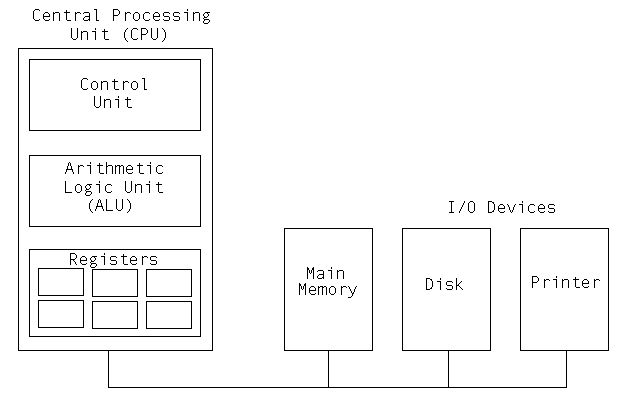 Central Processing
Unit (CPU)
Control
Unit
Arithmetic
Logic Unit
(ALU)
Registers
I/O Devices
Main
Memory
Disk
Printer